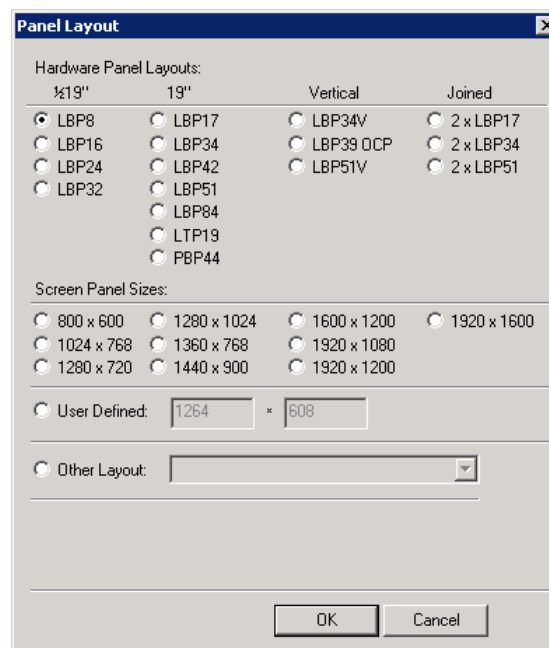 Panel Layout
Hardware Panel Layouts:
½19" 19" Vertical Joined
LBP8 LBP17 LBP34V 2 x LBP17
LBP16 LBP34 LBP39 OCP 2 x LBP34
LBP24 LBP42 LBP51V 2 x LBP51
LBP32 LBP51
LBP84
LTP19
PBP44
Screen Panel Sizes:
800 x 600 1280 x 1024 1600 x 1200 1920 x 1600
1024 x 768 1360 x 768 1920 x 1080
1280 x 720 1440 x 900 1920 x 1200
User Defined: 1264 × 608
Other Layout:
OK Cancel